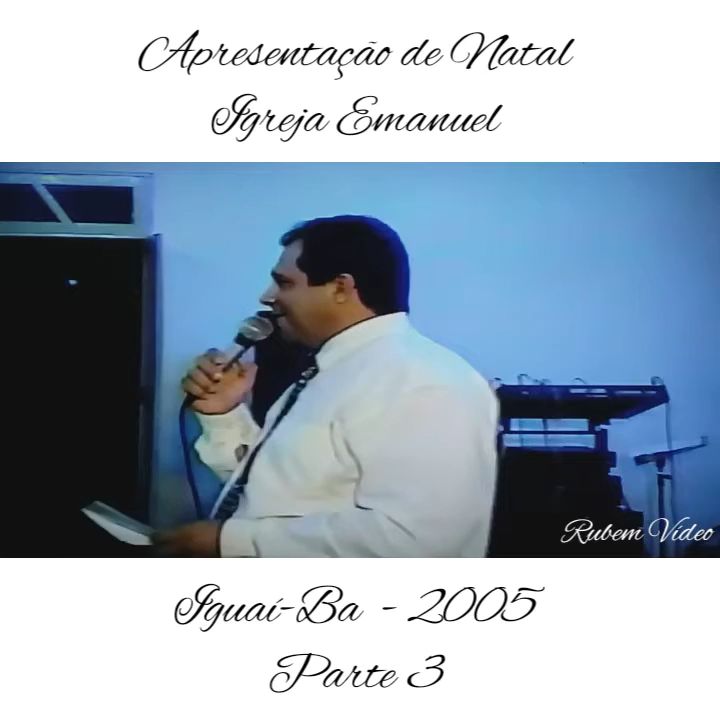 Apresentação de Natal
Igreja Emanuel
Rubem Vídeo
Iguaí-Ba - 2005
Parte 3